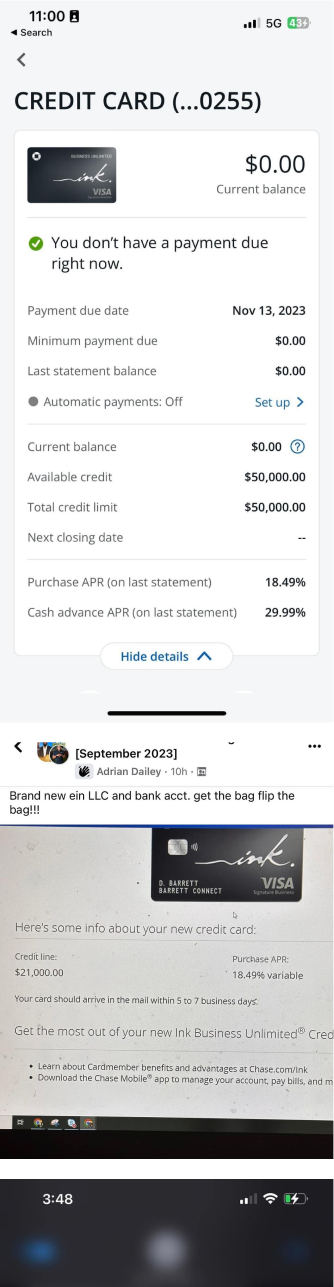 11:00
5G 43
Search
CREDIT CARD (...0255)
BUSINESS UNLIMITED
ink.
VISA
Signature Business
$0.00
Current balance
You don't have a payment due
right now.
Payment due date Nov 13, 2023
Minimum payment due $0.00
Last statement balance $0.00
Automatic payments: Off Set up
Current balance $0.00 ?
Available credit $50,000.00
Total credit limit $50,000.00
Next closing date --
Purchase APR (on last statement) 18.49%
Cash advance APR (on last statement) 29.99%
Hide details
[September 2023]
Adrian Dailey · 10h ·
Brand new ein LLC and bank acct. get the bag flip the
bag!!!
ink.
D. BARRETT
BARRETT CONNECT
VISA
Signature Business
Here's some info about your new credit card:
Credit line: Purchase APR:
$21,000.00 18.49% variable
Your card should arrive in the mail within 5 to 7 business days.
Get the most out of your new Ink Business Unlimited® Cred
• Learn about Cardmember benefits and advantages at Chase.com/Ink
• Download the Chase Mobile® app to manage your account, pay bills, and m
3:48